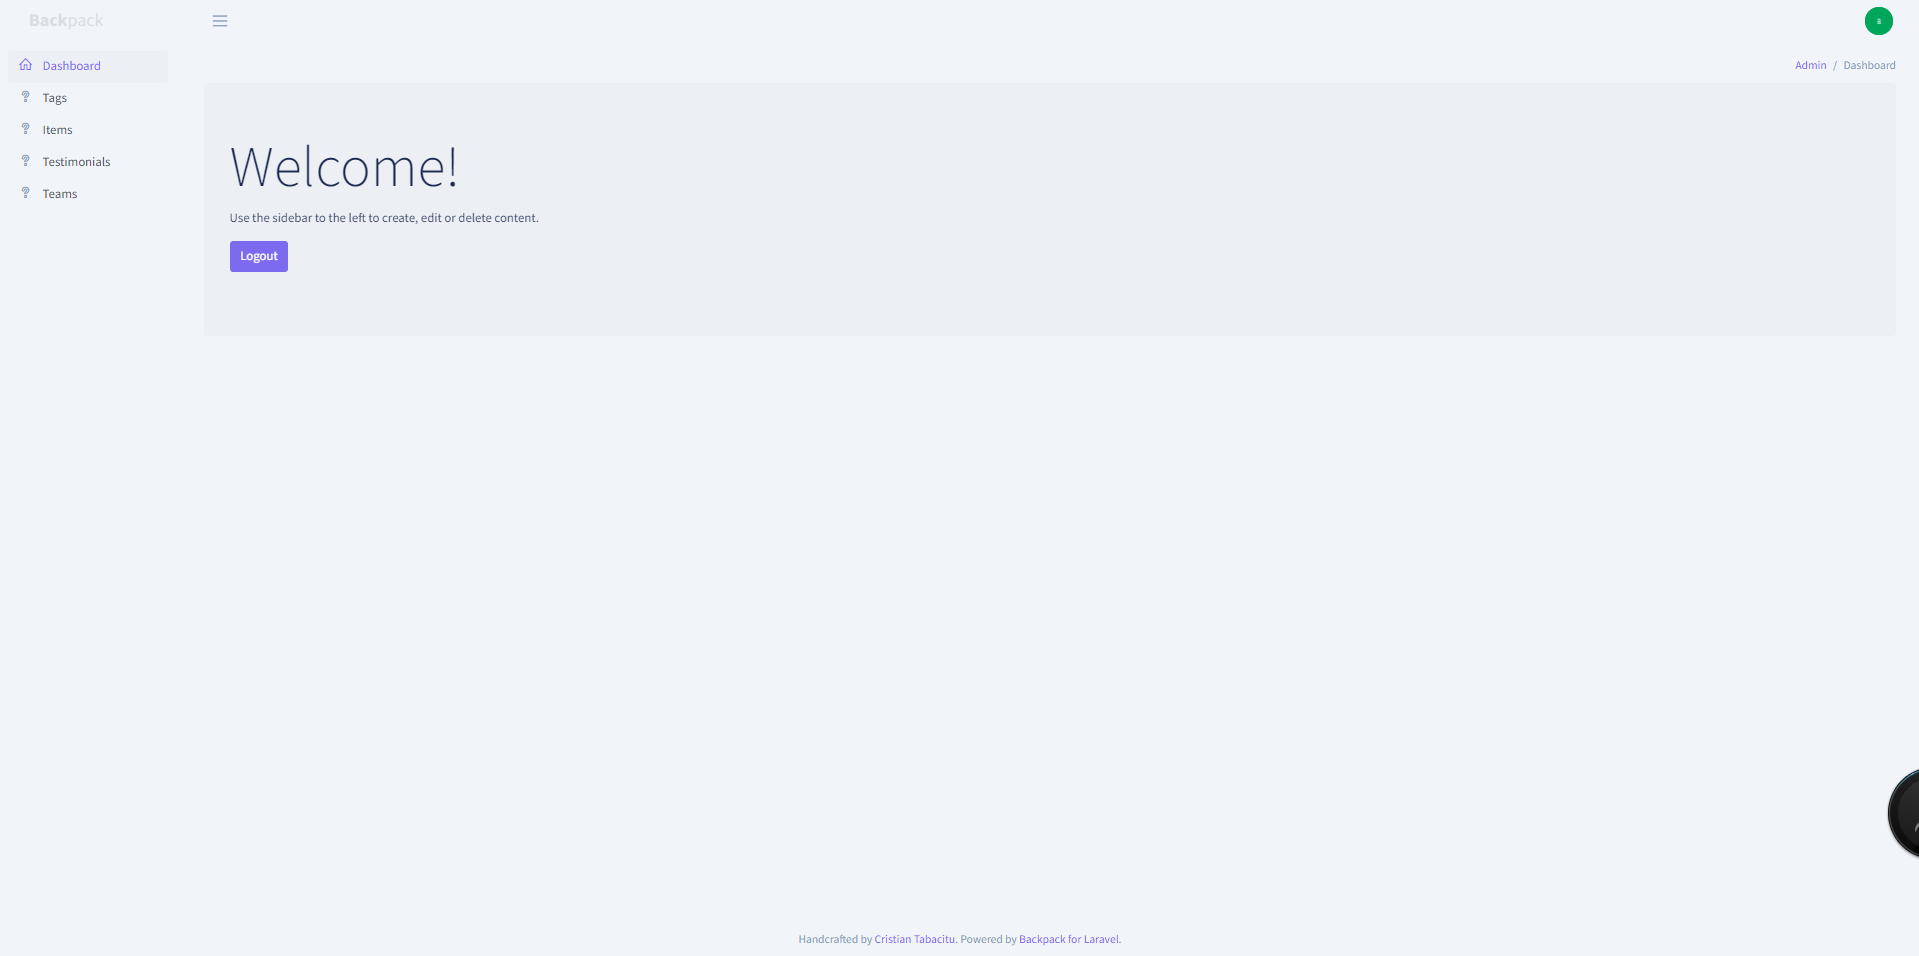 Backpack
a
Dashboard
Tags
Items
Testimonials
Teams
Admin / Dashboard
Welcome!
Use the sidebar to the left to create, edit or delete content.
Logout
Handcrafted by Cristian Tabacitu. Powered by Backpack for Laravel.